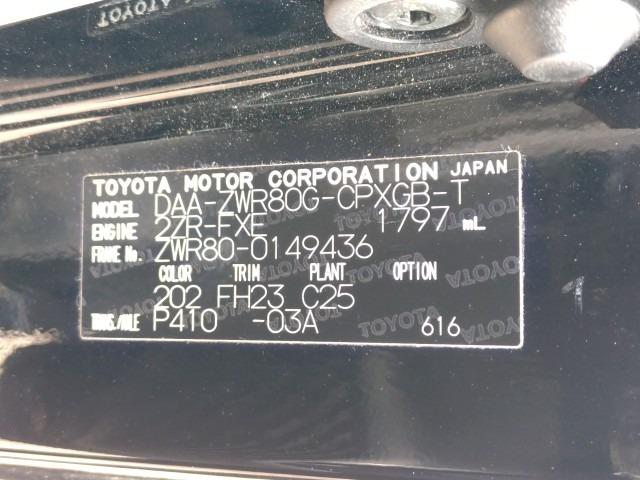 TOYOTA MOTOR CORPORATION JAPAN
MODEL DAA-ZWR80G-CPXGB-T
ENGINE 2ZR-FXE 1797 mL
FRAME No. ZWR80-0149436
COLOR TRIM PLANT OPTION
202 FH23 C25
TRANS./AXLE P410 -03A 616